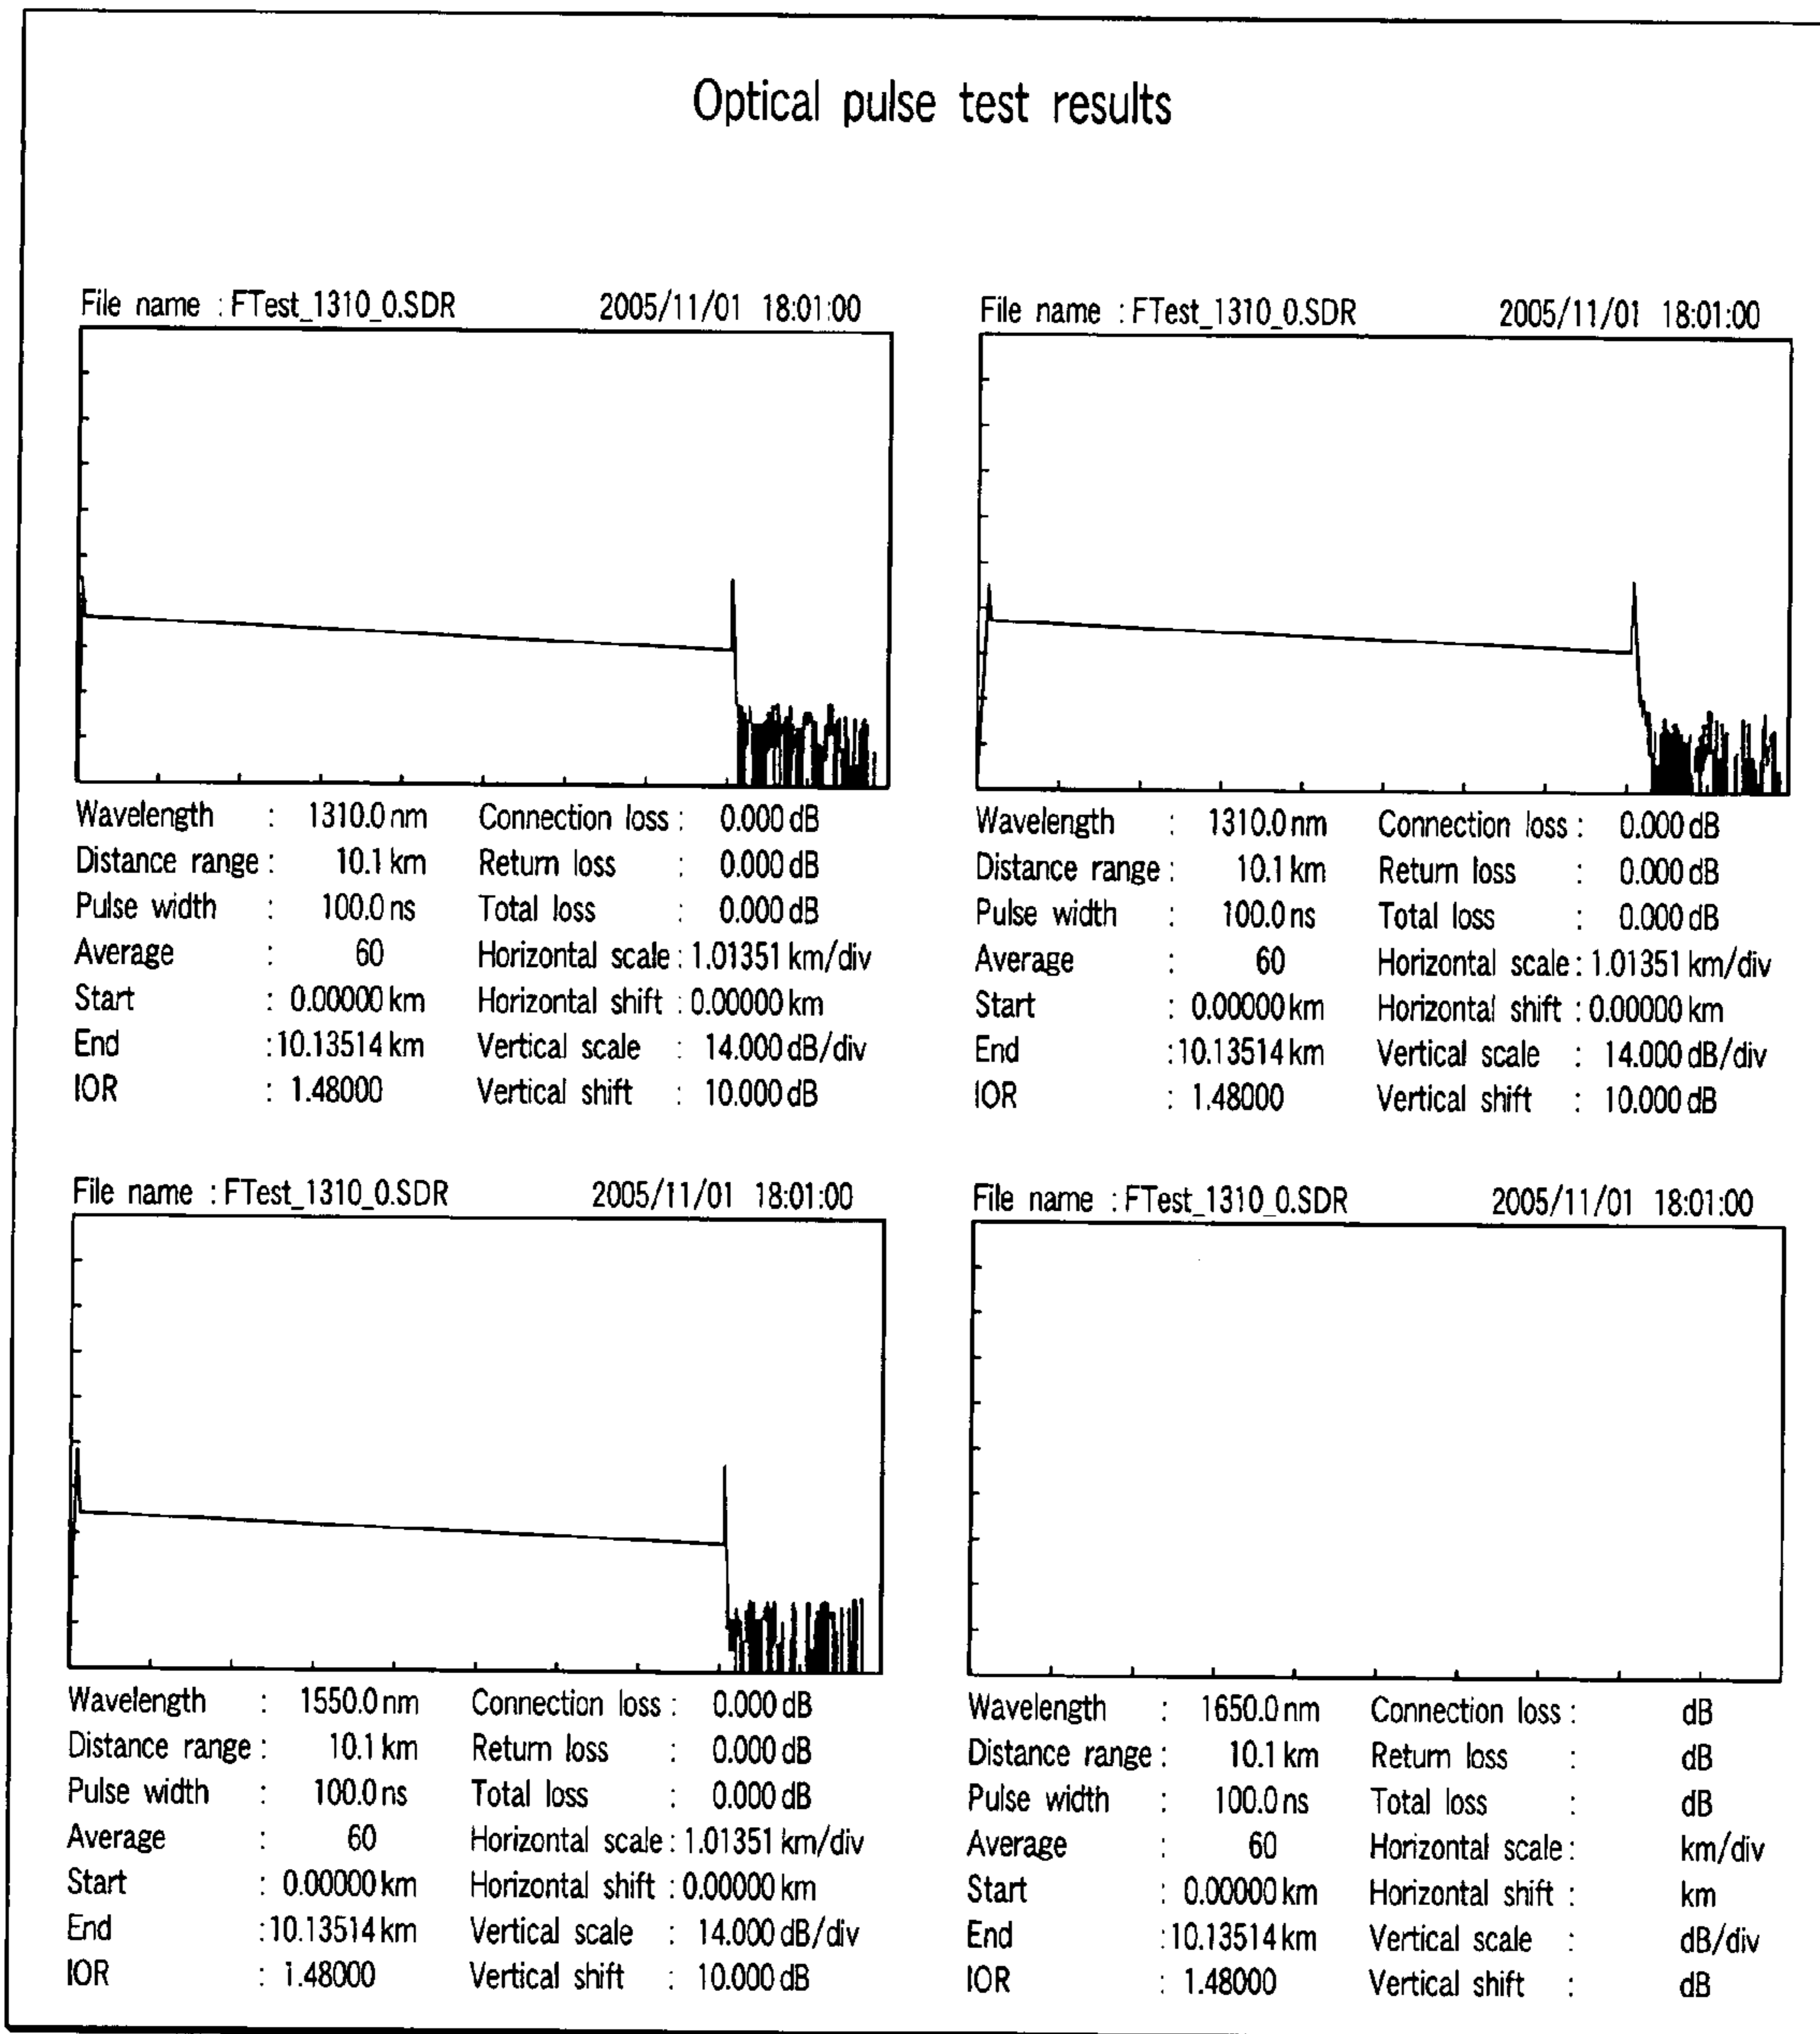 Optical pulse test results
File name : FTest_1310_0.SDR 2005/11/01 18:01:00
Wavelength : 1310.0 nm Connection loss : 0.000 dB
Distance range : 10.1 km Return loss : 0.000 dB
Pulse width : 100.0 ns Total loss : 0.000 dB
Average : 60 Horizontal scale : 1.01351 km/div
Start : 0.00000 km Horizontal shift : 0.00000 km
End : 10.13514 km Vertical scale : 14.000 dB/div
IOR : 1.48000 Vertical shift : 10.000 dB
File name : FTest_1310_0.SDR 2005/11/01 18:01:00
Wavelength : 1310.0 nm Connection loss : 0.000 dB
Distance range : 10.1 km Return loss : 0.000 dB
Pulse width : 100.0 ns Total loss : 0.000 dB
Average : 60 Horizontal scale : 1.01351 km/div
Start : 0.00000 km Horizontal shift : 0.00000 km
End : 10.13514 km Vertical scale : 14.000 dB/div
IOR : 1.48000 Vertical shift : 10.000 dB
File name : FTest_1310_0.SDR 2005/11/01 18:01:00
Wavelength : 1550.0 nm Connection loss : 0.000 dB
Distance range : 10.1 km Return loss : 0.000 dB
Pulse width : 100.0 ns Total loss : 0.000 dB
Average : 60 Horizontal scale : 1.01351 km/div
Start : 0.00000 km Horizontal shift : 0.00000 km
End : 10.13514 km Vertical scale : 14.000 dB/div
IOR : 1.48000 Vertical shift : 10.000 dB
File name : FTest_1310_0.SDR 2005/11/01 18:01:00
Wavelength : 1650.0 nm Connection loss : dB
Distance range : 10.1 km Return loss : dB
Pulse width : 100.0 ns Total loss : dB
Average : 60 Horizontal scale : km/div
Start : 0.00000 km Horizontal shift : km
End : 10.13514 km Vertical scale : dB/div
IOR : 1.48000 Vertical shift : dB